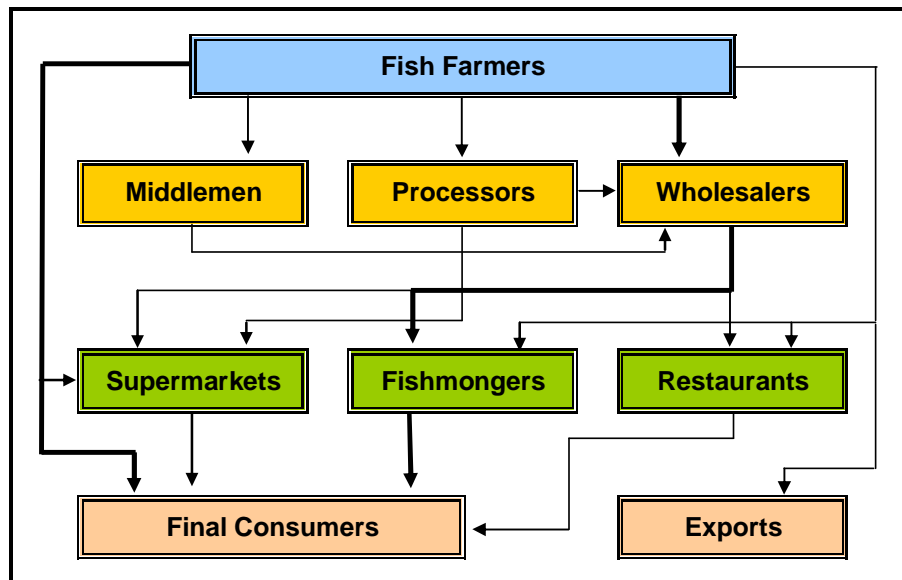 Fish Farmers
Middlemen
Processors
Wholesalers
Supermarkets
Fishmongers
Restaurants
Final Consumers
Exports